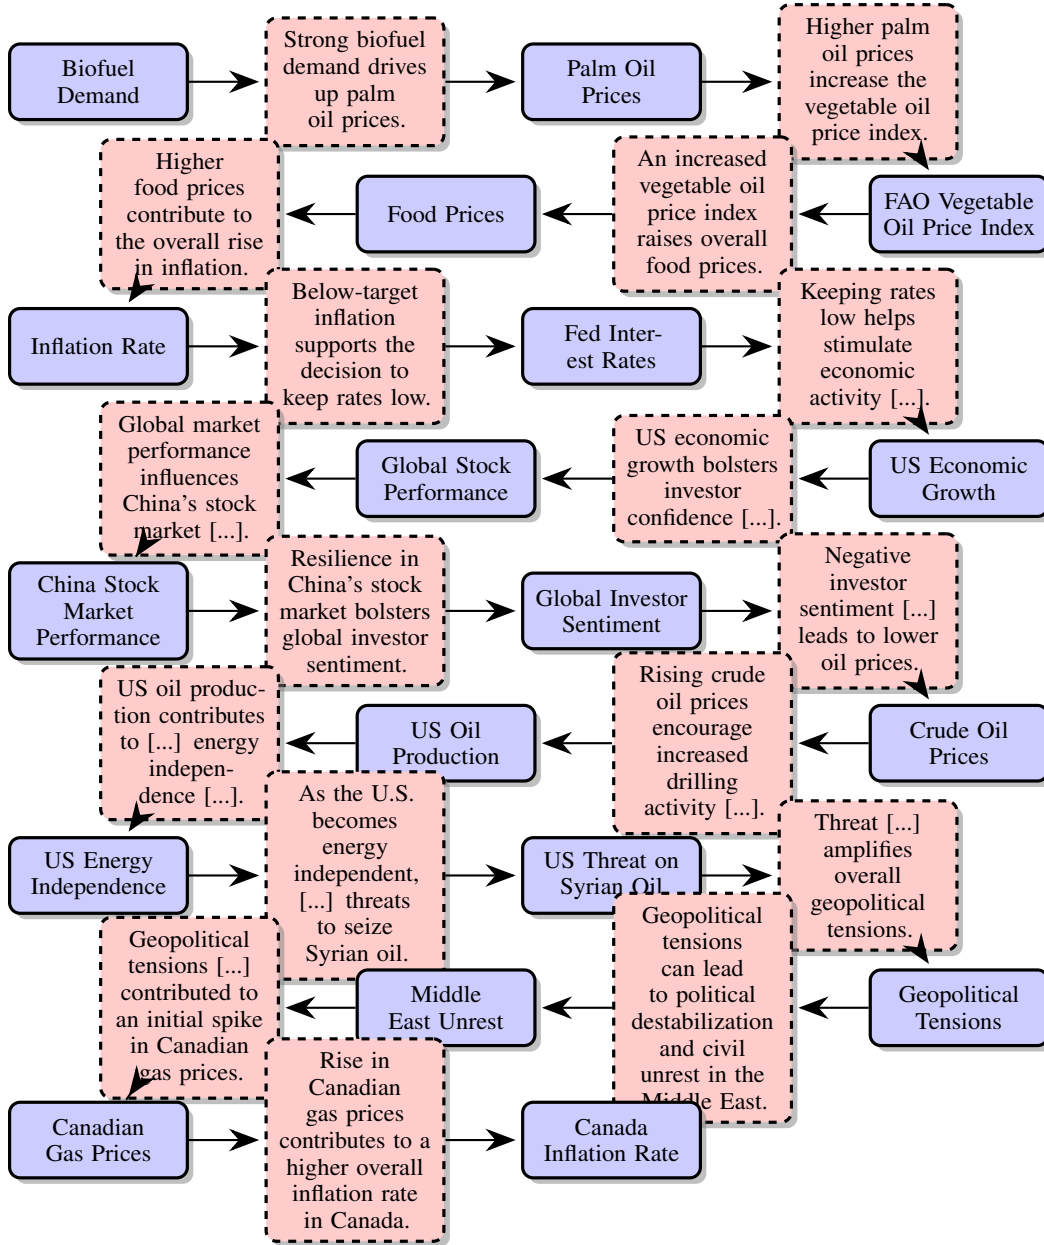 Biofuel
Demand
Strong biofuel
demand drives
up palm
oil prices.
Palm Oil
Prices
Higher palm
oil prices
increase the
vegetable oil
price index.
FAO Vegetable
Oil Price Index
An increased
vegetable oil
price index
raises overall
food prices.
Food Prices
Higher
food prices
contribute to
the overall rise
in inflation.
Inflation Rate
Below-target
inflation
supports the
decision to
keep rates low.
Fed Inter-
est Rates
Keeping rates
low helps
stimulate
economic
activity [...].
US Economic
Growth
US economic
growth bolsters
investor
confidence [...].
Global Stock
Performance
Global market
performance
influences
China's stock
market [...].
China Stock
Market
Performance
Resilience in
China's stock
market bolsters
global investor
sentiment.
Global Investor
Sentiment
Negative
investor
sentiment [...]
leads to lower
oil prices.
Crude Oil
Prices
Rising crude
oil prices
encourage
increased
drilling
activity [...].
US Oil
Production
US oil produc-
tion contributes
to [...] energy
indepen-
dence [...].
US Energy
Independence
As the U.S.
becomes
energy
independent,
[...] threats
to seize
Syrian oil.
US Threat on
Syrian Oil
Threat [...]
amplifies
overall
geopolitical
tensions.
Geopolitical
Tensions
Geopolitical
tensions
can lead
to political
destabilization
and civil
unrest in the
Middle East.
Middle
East Unrest
Geopolitical
tensions [...]
contributed to
an initial spike
in Canadian
gas prices.
Canadian
Gas Prices
Rise in
Canadian
gas prices
contributes to a
higher overall
inflation rate
in Canada.
Canada
Inflation Rate